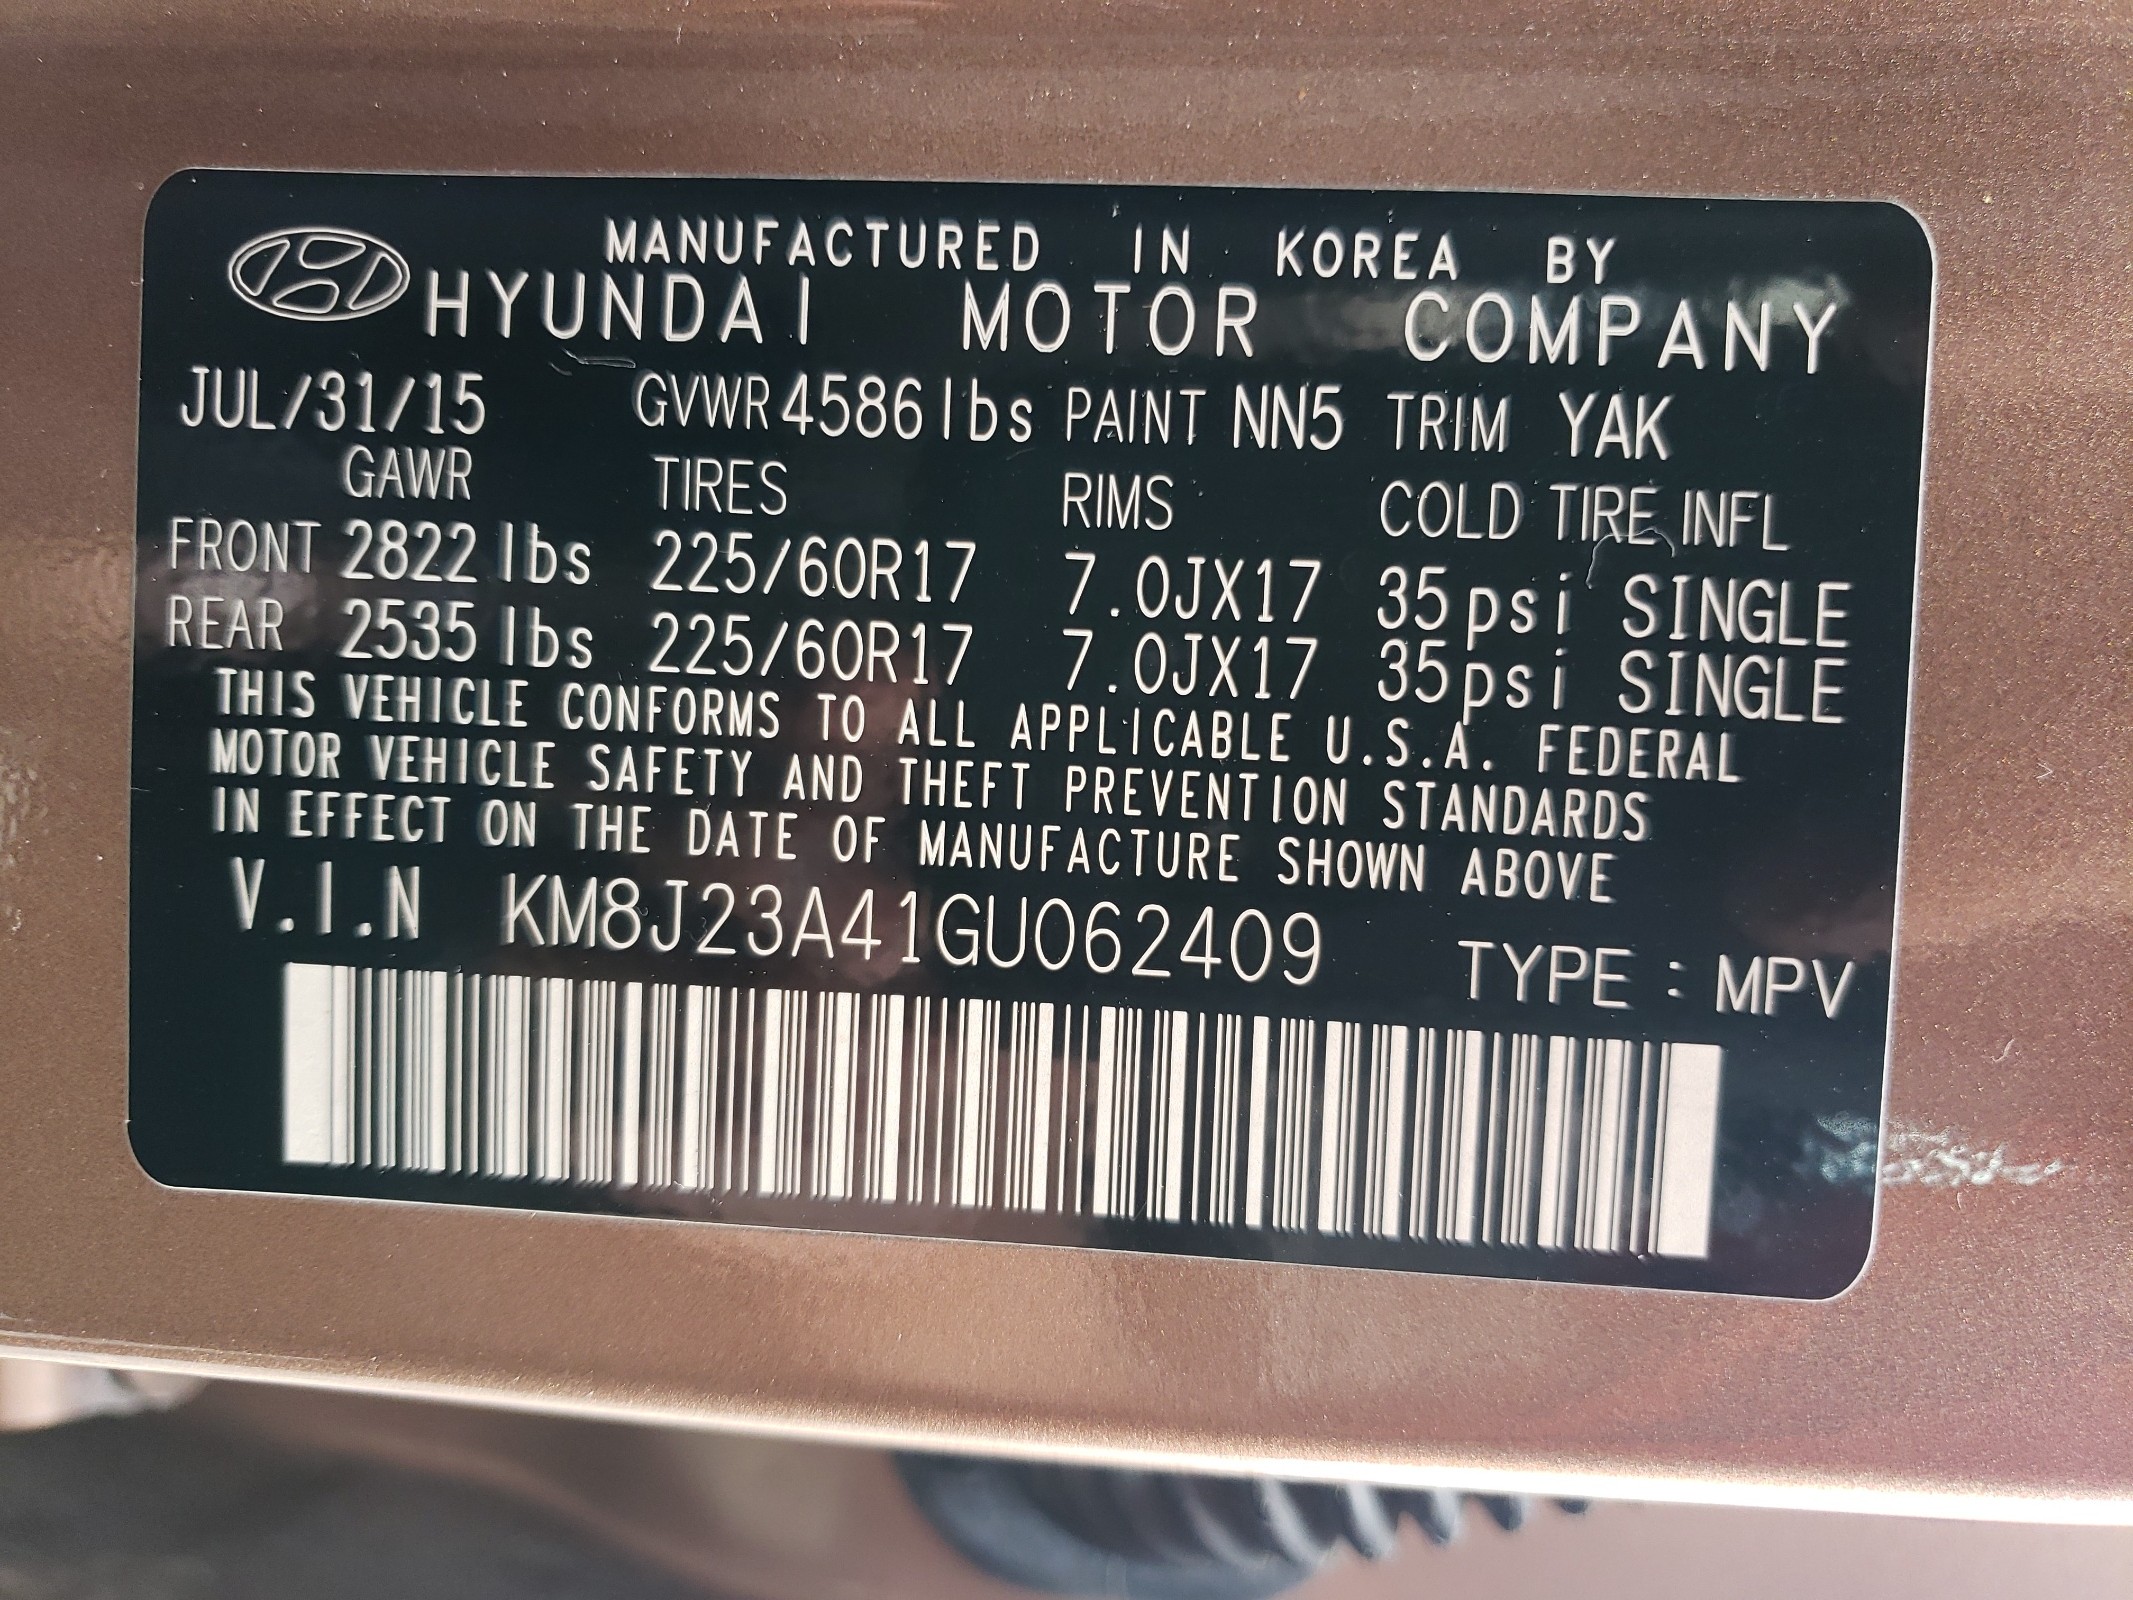 MANUFACTURED IN KOREA BY
HYUNDAI MOTOR COMPANY
JUL/31/15 GVWR 4586 lbs PAINT NN5 TRIM YAK
GAWR TIRES RIMS COLD TIRE INFL
FRONT 2822 lbs 225/60R17 7.0JX17 35psi SINGLE
REAR 2535 lbs 225/60R17 7.0JX17 35psi SINGLE
THIS VEHICLE CONFORMS TO ALL APPLICABLE U.S.A. FEDERAL
MOTOR VEHICLE SAFETY AND THEFT PREVENTION STANDARDS
IN EFFECT ON THE DATE OF MANUFACTURE SHOWN ABOVE
V.I.N KM8J23A41GU062409 TYPE : MPV